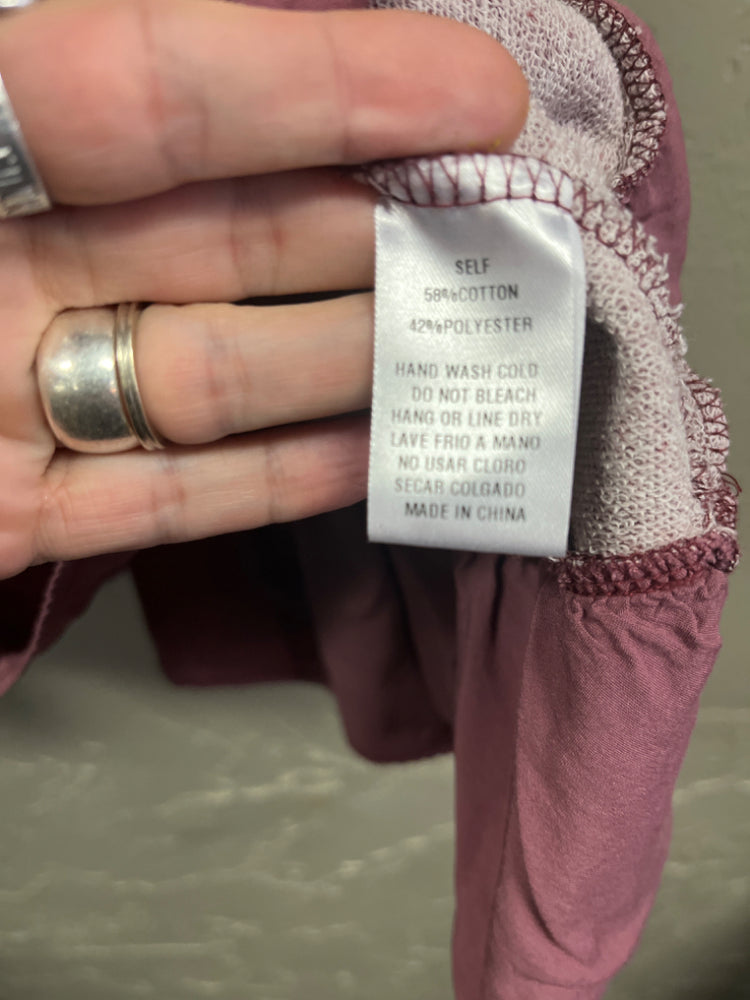 SELF
58%COTTON
42%POLYESTER
HAND WASH COLD
DO NOT BLEACH
HANG OR LINE DRY
LAVE FRIO A MANO
NO USAR CLORO
SECAR COLGADO
MADE IN CHINA